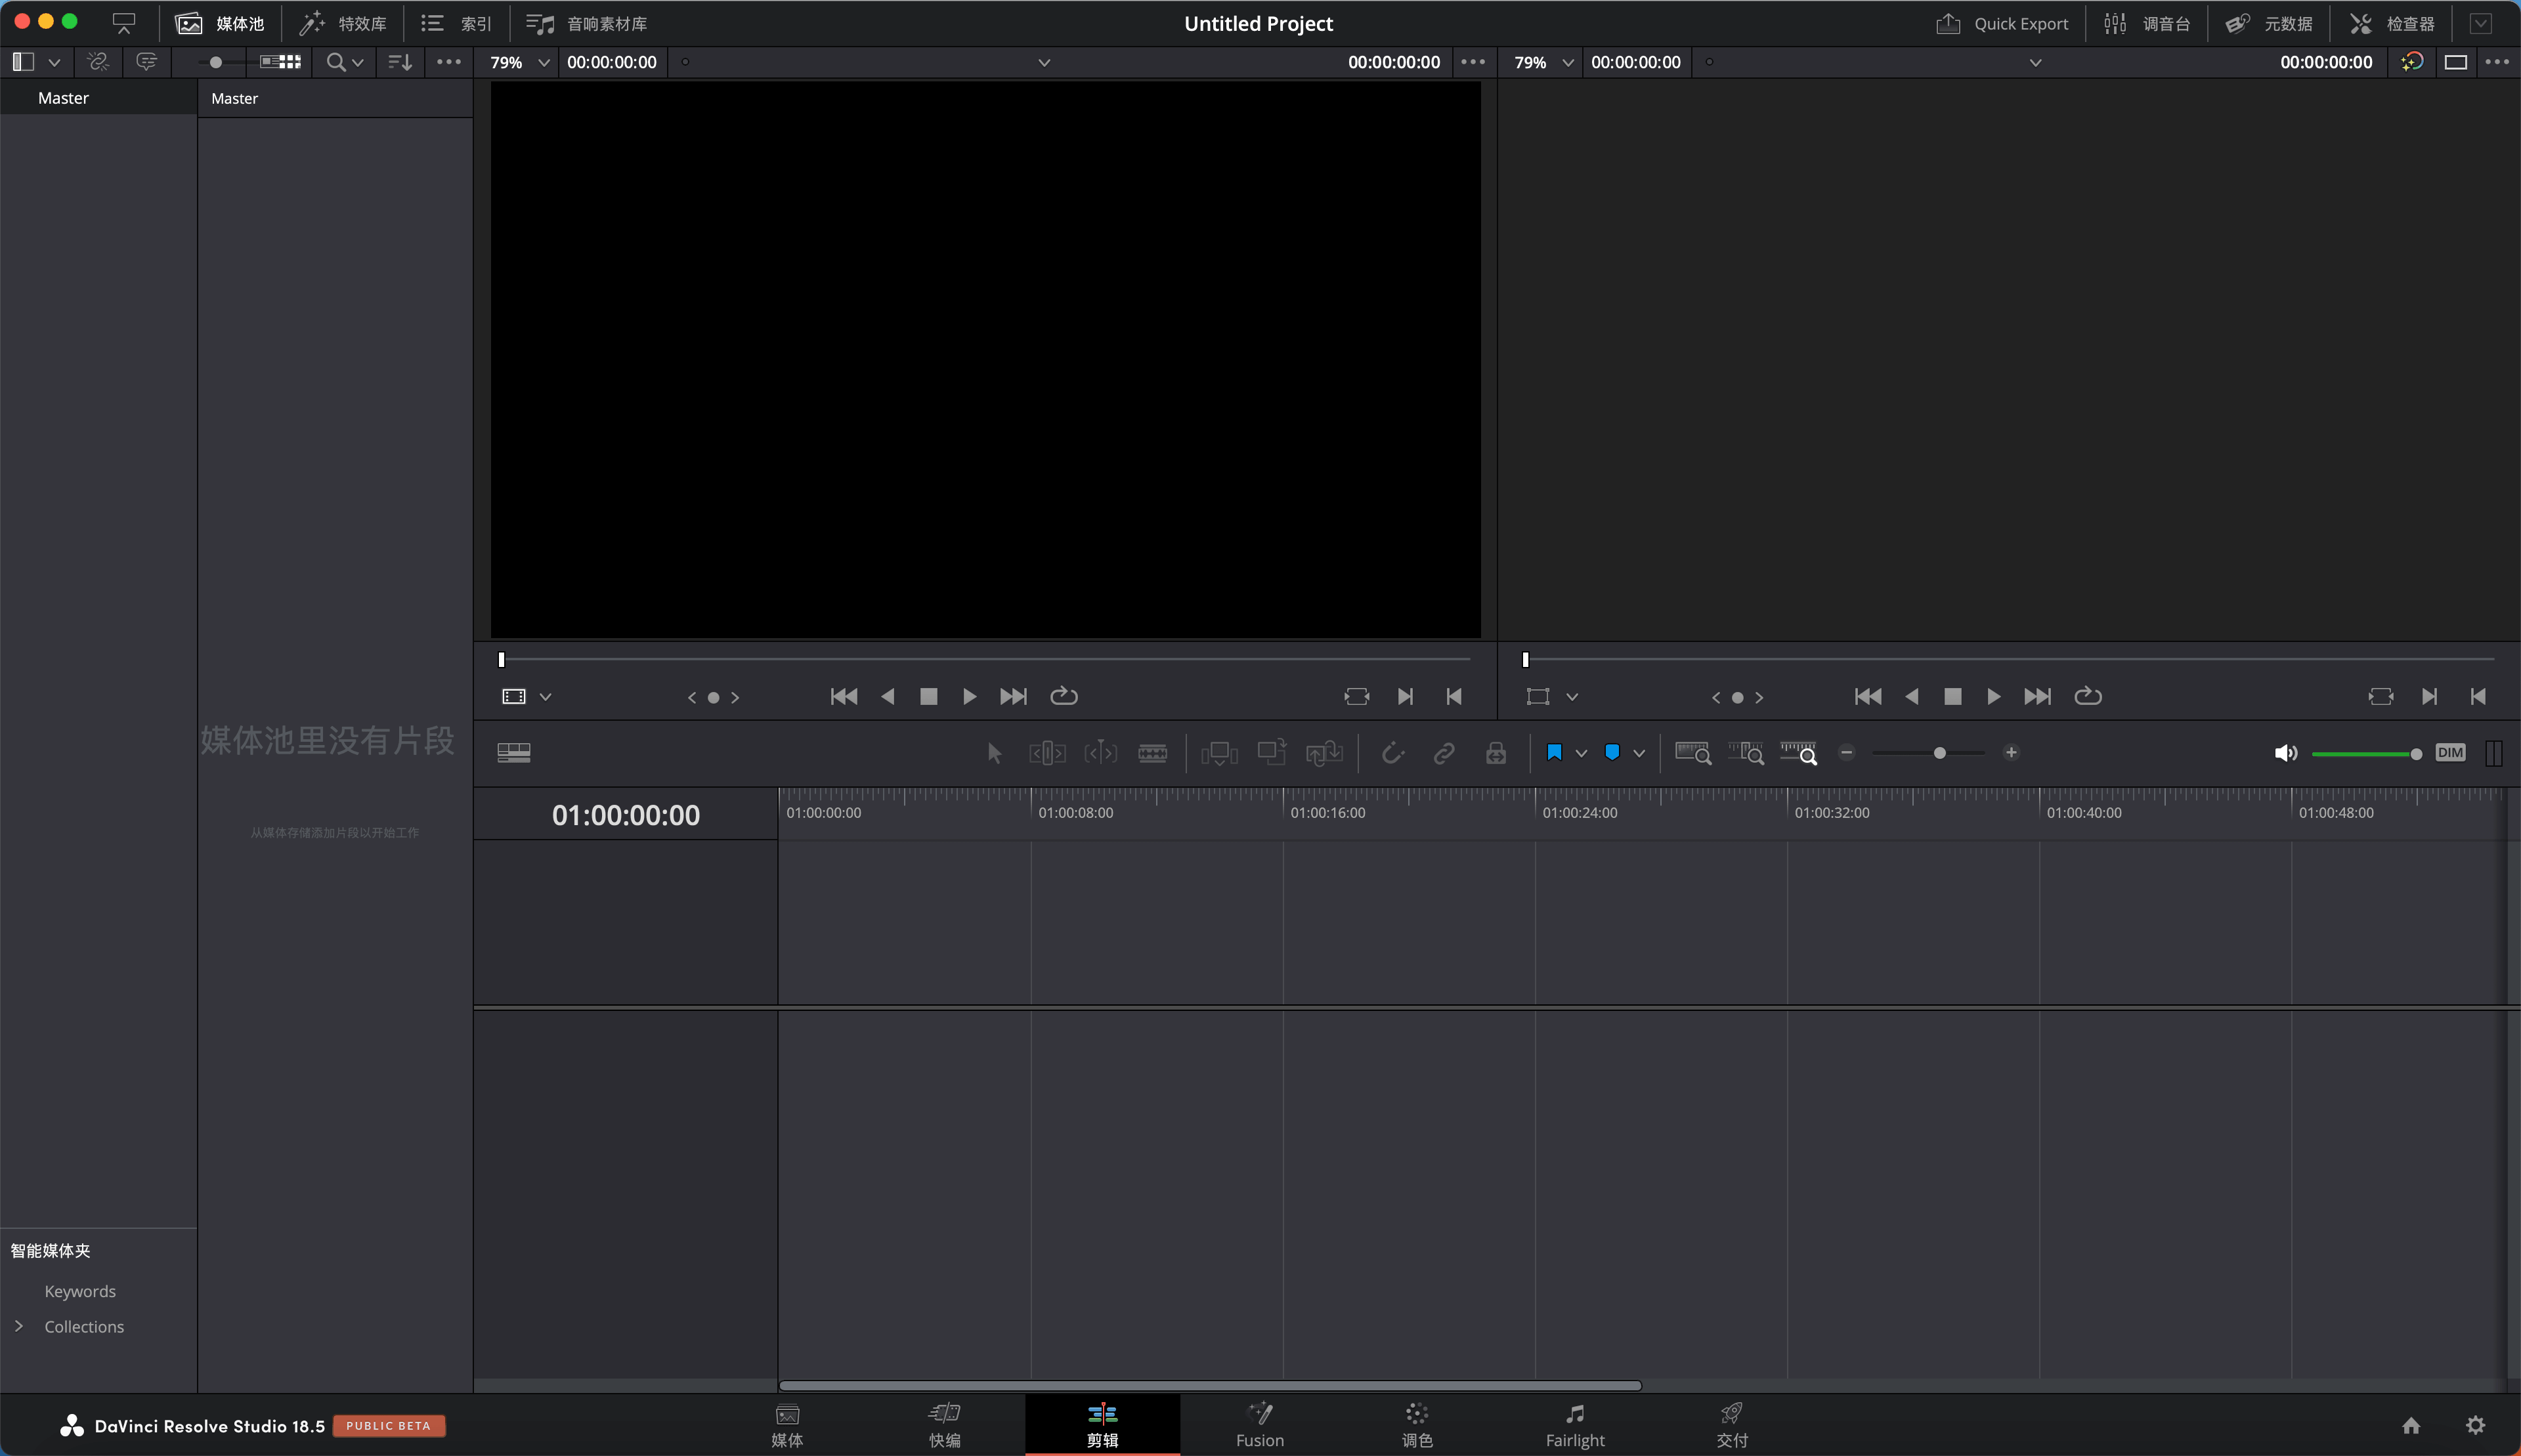 媒体池 特效库 索引 音响素材库 Untitled Project Quick Export 调音台 元数据 检查器
79% 00:00:00:00 00:00:00:00 79% 00:00:00:00 00:00:00:00
Master Master
媒体池里没有片段
从媒体存储添加片段以开始工作
DIM
01:00:00:00 01:00:00:00 01:00:08:00 01:00:16:00 01:00:24:00 01:00:32:00 01:00:40:00 01:00:48:00
智能媒体夹
Keywords
Collections
DaVinci Resolve Studio 18.5 PUBLIC BETA
媒体 快编 剪辑 Fusion 调色 Fairlight 交付